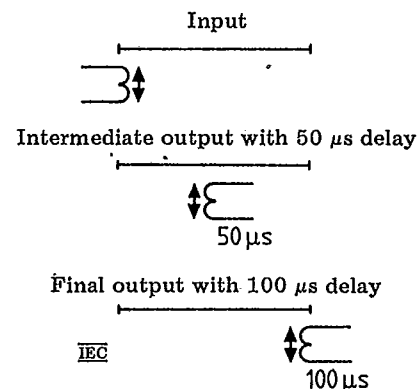 Input
Intermediate output with 50 μs delay
50 μs
Final output with 100 μs delay
IEC
100 μs